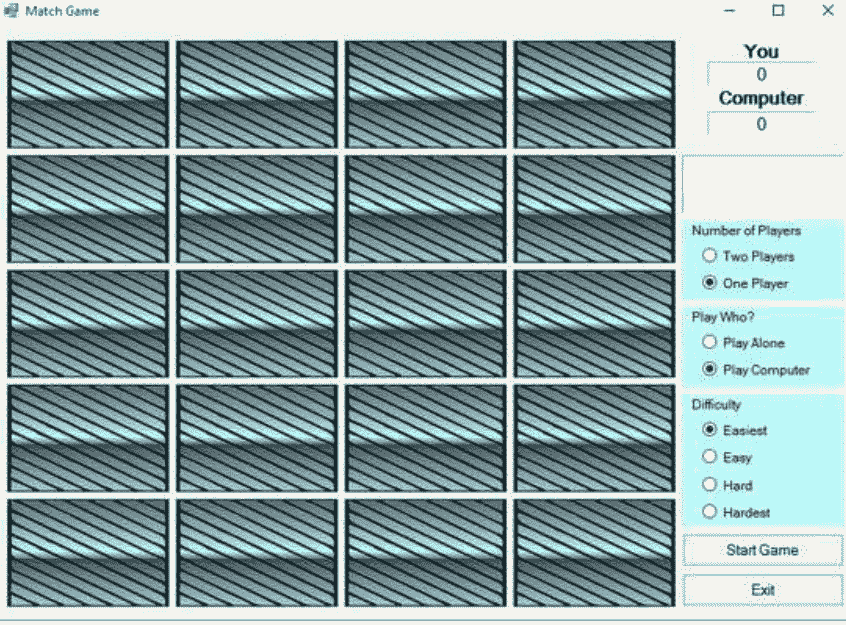 Match Game
You
0
Computer
0
Number of Players
Two Players
One Player
Play Who?
Play Alone
Play Computer
Difficulty
Easiest
Easy
Hard
Hardest
Start Game
Exit